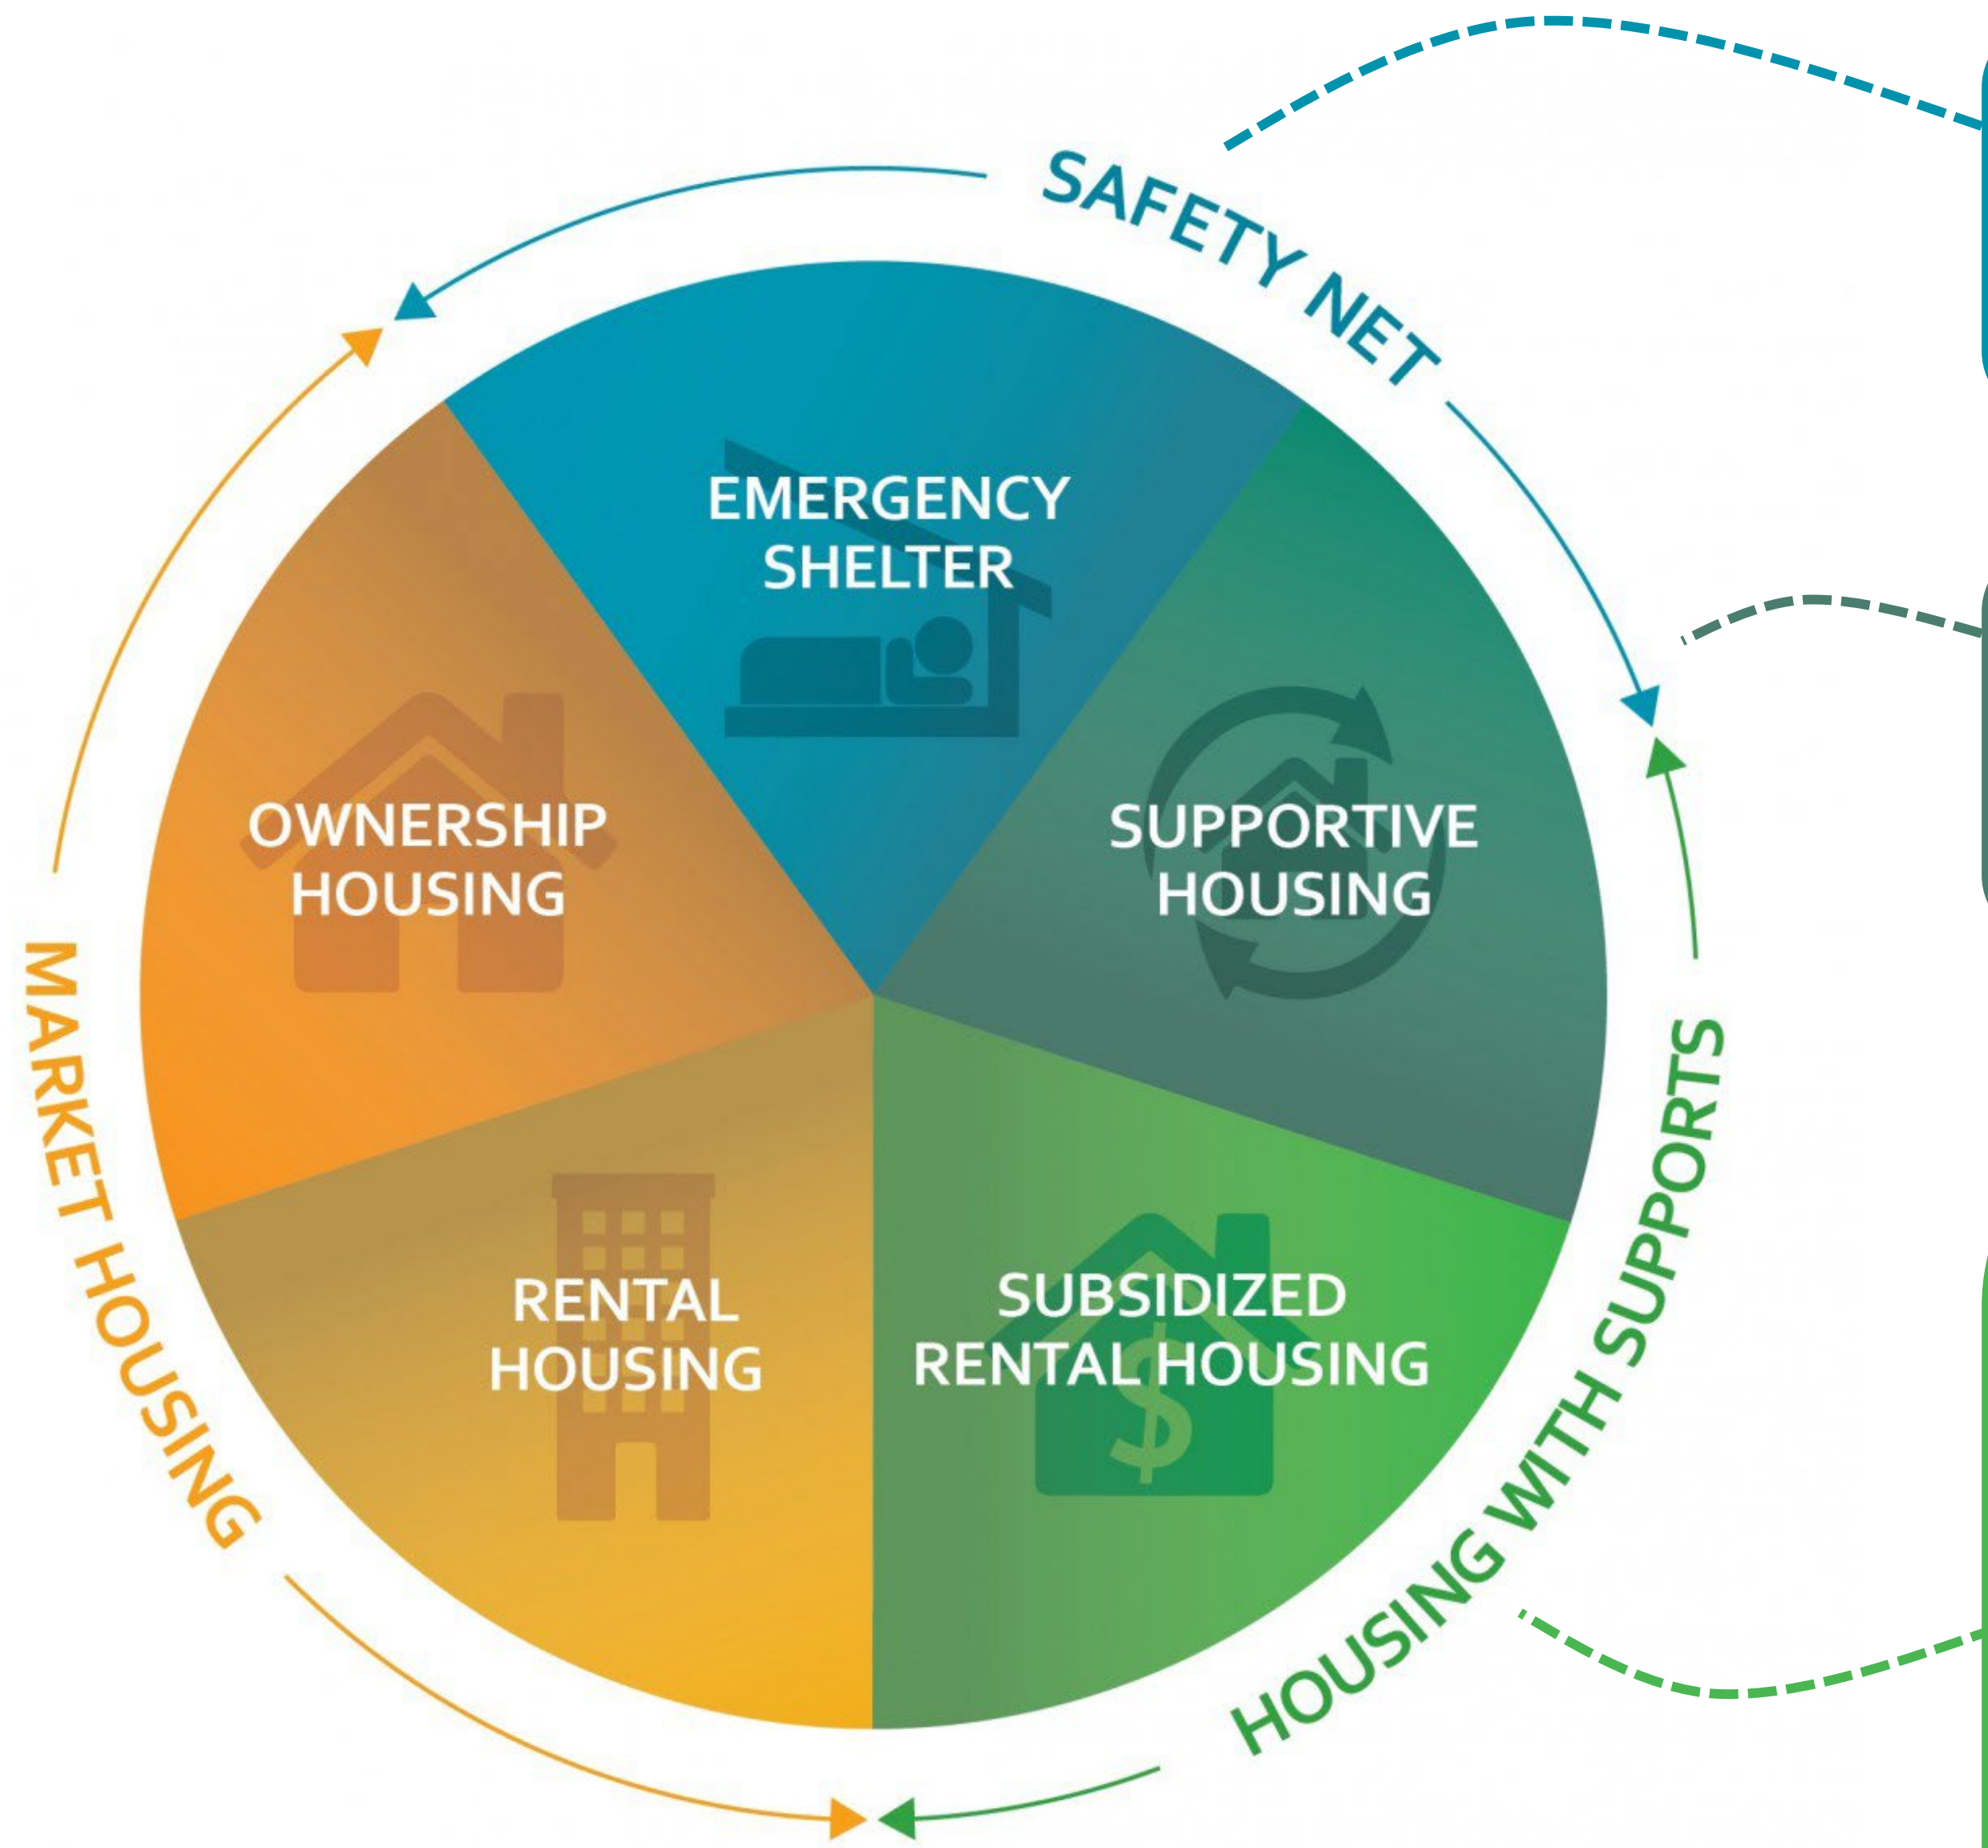 SAFETY NET
EMERGENCY
SHELTER
OWNERSHIP
HOUSING
SUPPORTIVE
HOUSING
MARKET HOUSING
HOUSING WITH SUPPORTS
RENTAL
HOUSING
SUBSIDIZED
RENTAL HOUSING
$